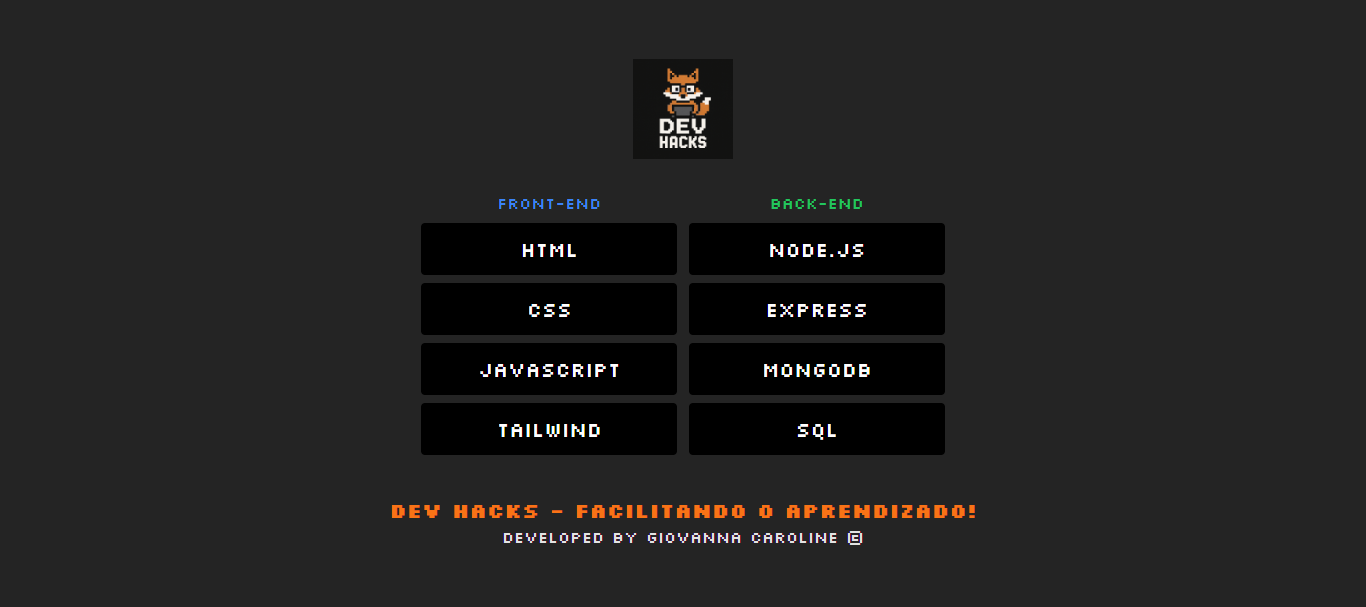 DEV
HACKS
FRONT-END
BACK-END
HTML
NODE.JS
CSS
EXPRESS
JAVASCRIPT
MONGODB
TAILWIND
SQL
DEV HACKS - FACILITANDO O APRENDIZADO!
DEVELOPED BY GIOVANNA CAROLINE ©